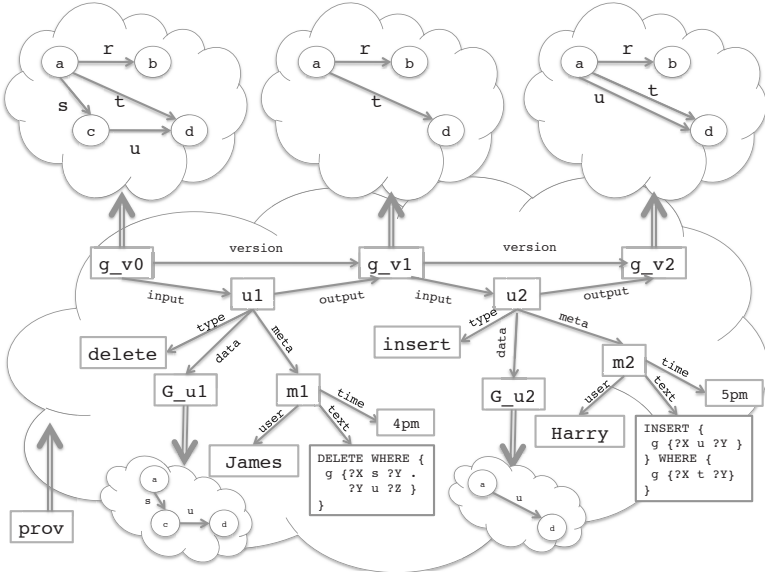 a
r
b
s
t
c
u
d
a
r
b
t
d
a
r
b
t
u
d
g_v0
version
g_v1
version
g_v2
input
u1
output
input
u2
output
type
data
meta
type
data
meta
delete
G_u1
m1
insert
G_u2
m2
user
text
time
4pm
user
text
time
5pm
James
Harry
DELETE WHERE {
g {?X s ?Y .
?Y u ?Z }
}
INSERT {
g {?X u ?Y }
} WHERE {
g {?X t ?Y}
}
a
s
c
u
d
a
u
d
prov